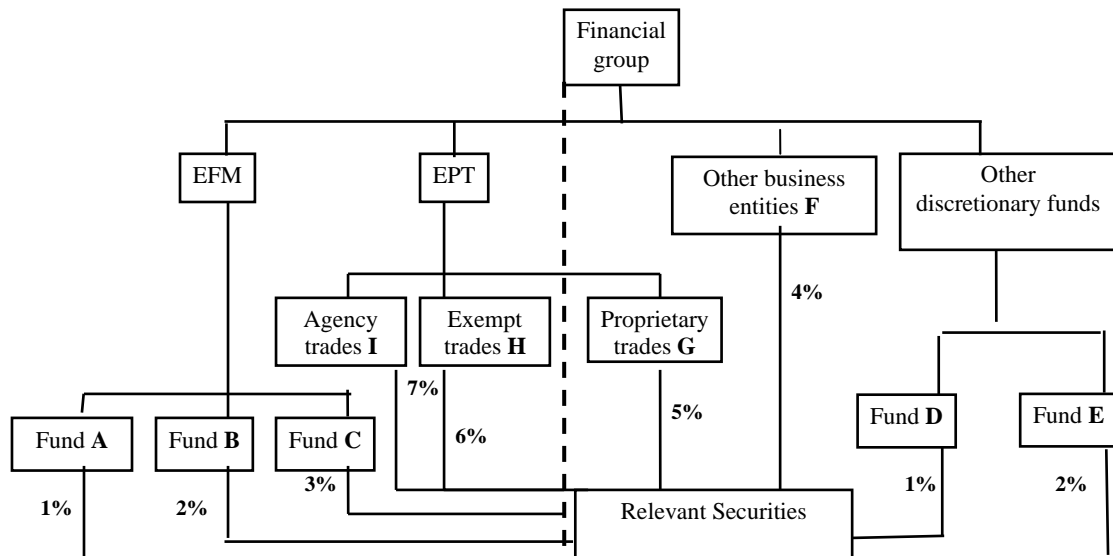 Financial
group
EFM
EPT
Other business
entities F
Other
discretionary funds
4%
Agency
trades I
Exempt
trades H
Proprietary
trades G
7%
Fund A
Fund B
Fund C
6%
5%
Fund D
Fund E
1%
2%
3%
Relevant Securities
1%
2%